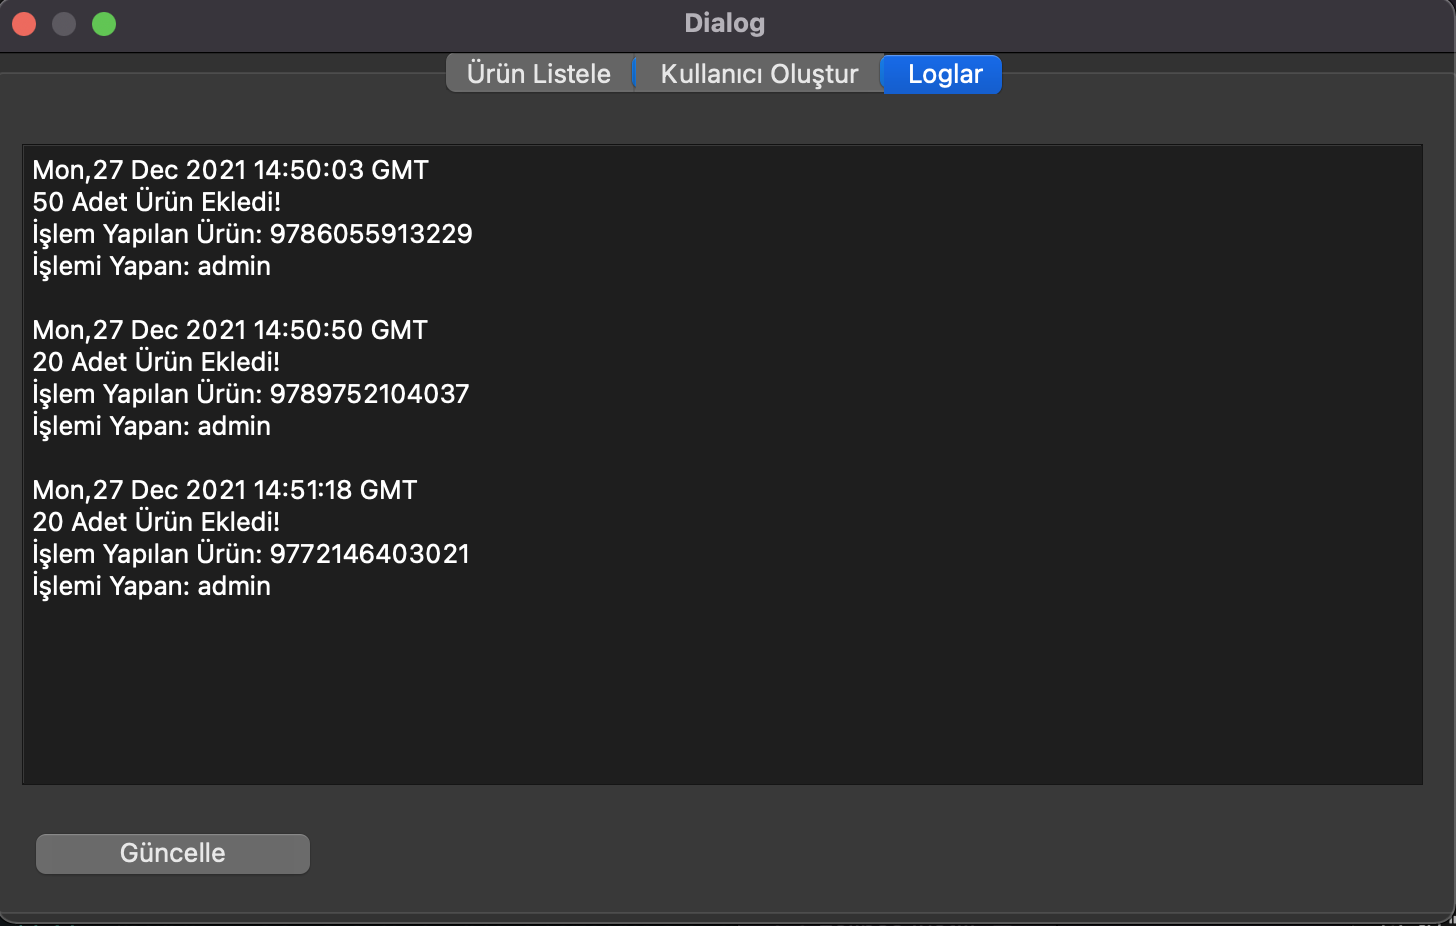 Dialog
Ürün Listele
Kullanıcı Oluştur
Loglar
Mon,27 Dec 2021 14:50:03 GMT
50 Adet Ürün Ekledi!
İşlem Yapılan Ürün: 9786055913229
İşlemi Yapan: admin
Mon,27 Dec 2021 14:50:50 GMT
20 Adet Ürün Ekledi!
İşlem Yapılan Ürün: 9789752104037
İşlemi Yapan: admin
Mon,27 Dec 2021 14:51:18 GMT
20 Adet Ürün Ekledi!
İşlem Yapılan Ürün: 9772146403021
İşlemi Yapan: admin
Güncelle